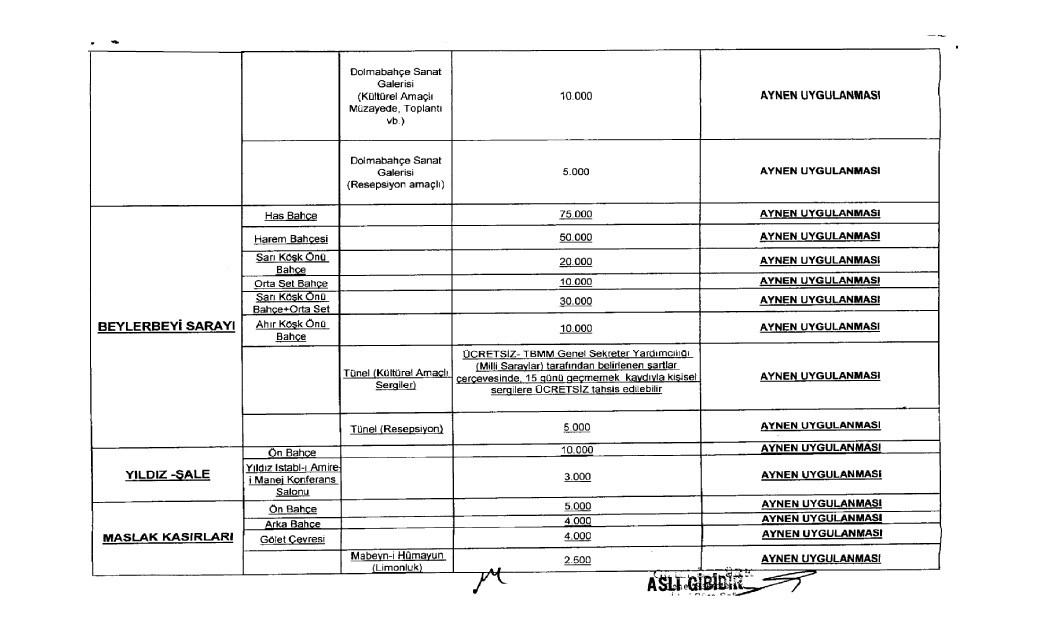 Dolmabahçe Sanat
Galerisi
(Kültürel Amaçlı
Müzayede, Toplantı
vb.)
10.000
AYNEN UYGULANMASI
Dolmabahçe Sanat
Galerisi
(Resepsiyon amaçlı)
5.000
AYNEN UYGULANMASI
BEYLERBEYİ SARAYI
Has Bahçe
75.000
AYNEN UYGULANMASI
Harem Bahçesi
50.000
AYNEN UYGULANMASI
Sarı Köşk Önü
Bahçe
20.000
AYNEN UYGULANMASI
Orta Set Bahçe
10.000
AYNEN UYGULANMASI
Sarı Köşk Önü
Bahçe+Orta Set
30.000
AYNEN UYGULANMASI
Ahır Köşk Önü
Bahçe
10.000
AYNEN UYGULANMASI
Tünel (Kültürel Amaçlı
Sergiler)
ÜCRETSİZ- TBMM Genel Sekreter Yardımcılığı
(Milli Saraylar) tarafından belirlenen şartlar
çerçevesinde, 15 günü geçmemek kaydıyla kişisel
sergilere ÜCRETSİZ tahsis edilebilir
AYNEN UYGULANMASI
Tünel (Resepsiyon)
5.000
AYNEN UYGULANMASI
YILDIZ -ŞALE
Ön Bahçe
10.000
AYNEN UYGULANMASI
Yıldız Istabl-ı Amire-
i Manej Konferans
Salonu
3.000
AYNEN UYGULANMASI
MASLAK KASIRLARI
Ön Bahçe
5.000
AYNEN UYGULANMASI
Arka Bahçe
4.000
AYNEN UYGULANMASI
Gölet Çevresi
4.000
AYNEN UYGULANMASI
Mabeyn-i Hümayun
(Limonluk)
2.500
AYNEN UYGULANMASI
ASLI GİBİDİR